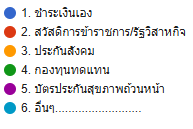 1. ชำระเงินเอง
2. สวัสดิการข้าราชการ/รัฐวิสาหกิจ
3. ประกันสังคม
4. กองทุนทดแทน
5. บัตรประกันสุขภาพถ้วนหน้า
6. อื่นๆ..........................